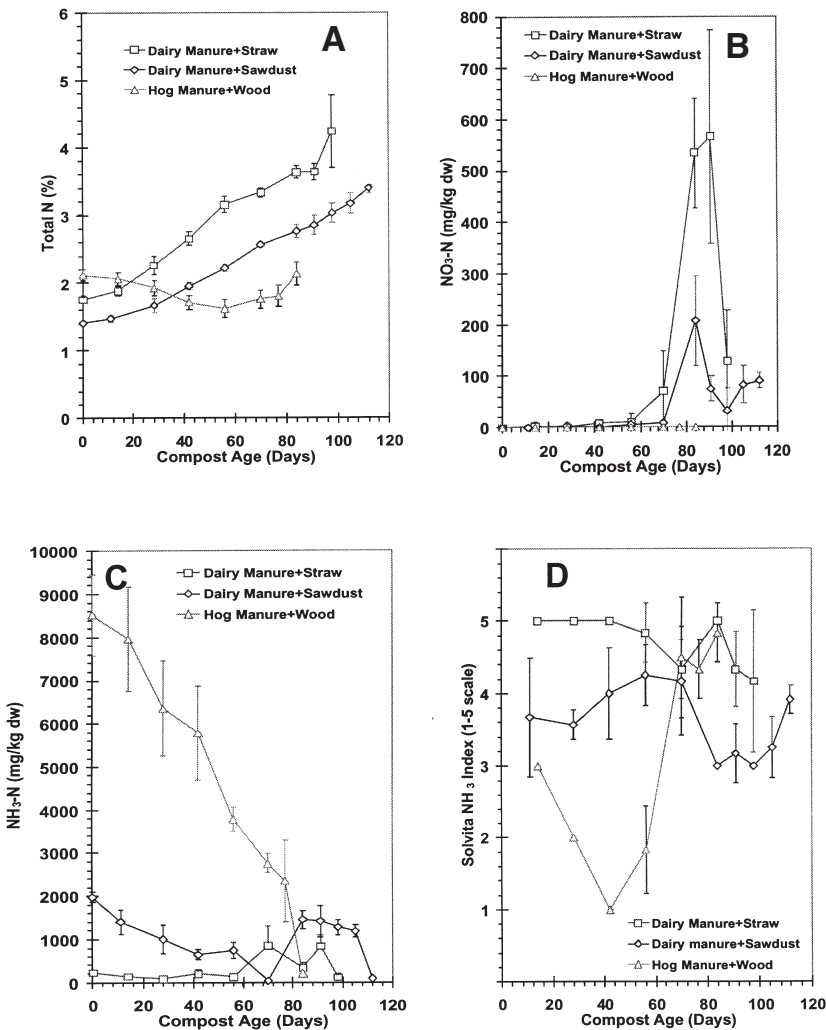 A
Dairy Manure+Straw
Dairy Manure+Sawdust
Hog Manure+Wood
Total N (%)
6
5
4
3
2
1
0
0 20 40 60 80 100 120
Compost Age (Days)
B
Dairy Manure+Straw
Dairy Manure+Sawdust
Hog Manure+Wood
NO3-N (mg/kg dw)
800
700
600
500
400
300
200
100
0
0 20 40 60 80 100 120
Compost Age (Days)
C
Dairy Manure+Straw
Dairy Manure+Sawdust
Hog Manure+Wood
NH3-N (mg/kg dw)
10000
9000
8000
7000
6000
5000
4000
3000
2000
1000
0
0 20 40 60 80 100 120
Compost Age (Days)
D
Solvita NH 3 Index (1-5 scale)
5
4
3
2
1
Dairy Manure+Straw
Dairy manure+Sawdust
Hog Manure+Wood
0 20 40 60 80 100 120
Compost Age (Days)